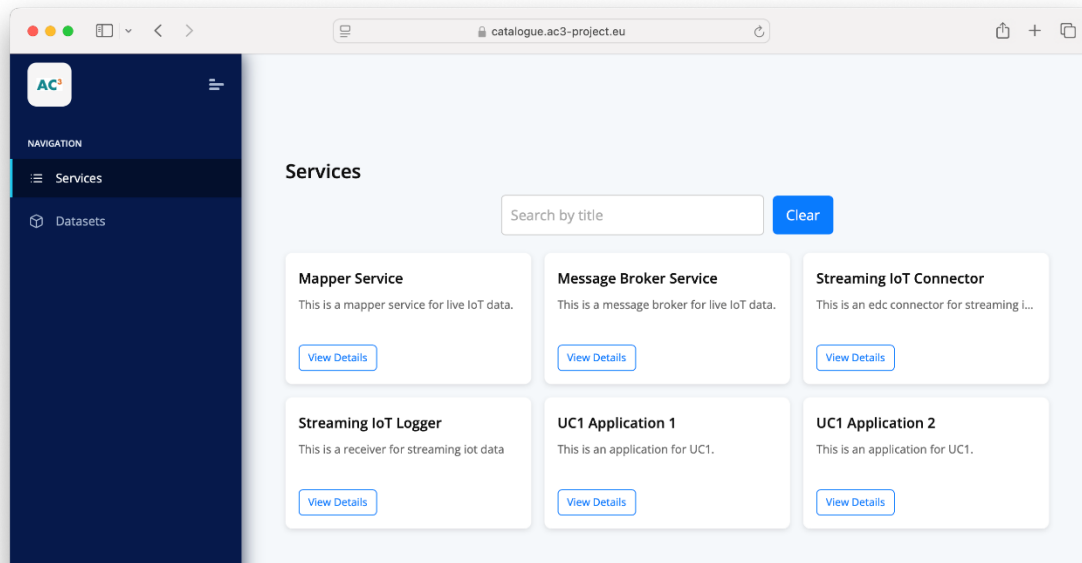 catalogue.ac3-project.eu
AC³
NAVIGATION
Services
Datasets
Services
Search by title
Clear
Mapper Service
This is a mapper service for live IoT data.
View Details
Message Broker Service
This is a message broker for live IoT data.
View Details
Streaming IoT Connector
This is an edc connector for streaming i...
View Details
Streaming IoT Logger
This is a receiver for streaming iot data
View Details
UC1 Application 1
This is an application for UC1.
View Details
UC1 Application 2
This is an application for UC1.
View Details